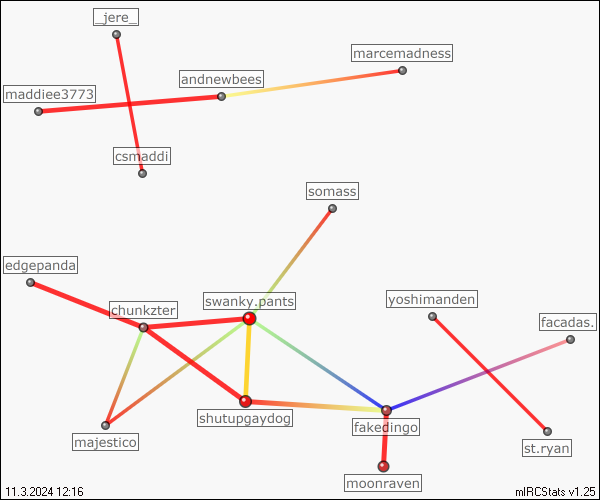 _jere_
marcemadness
andnewbees
maddiee3773
csmaddi
somass
edgepanda
swanky.pants
yoshimanden
chunkzter
facadas.
shutupgaydog
fakedingo
majestico
st.ryan
moonraven
11.3.2024 12:16
mIRCStats v1.25